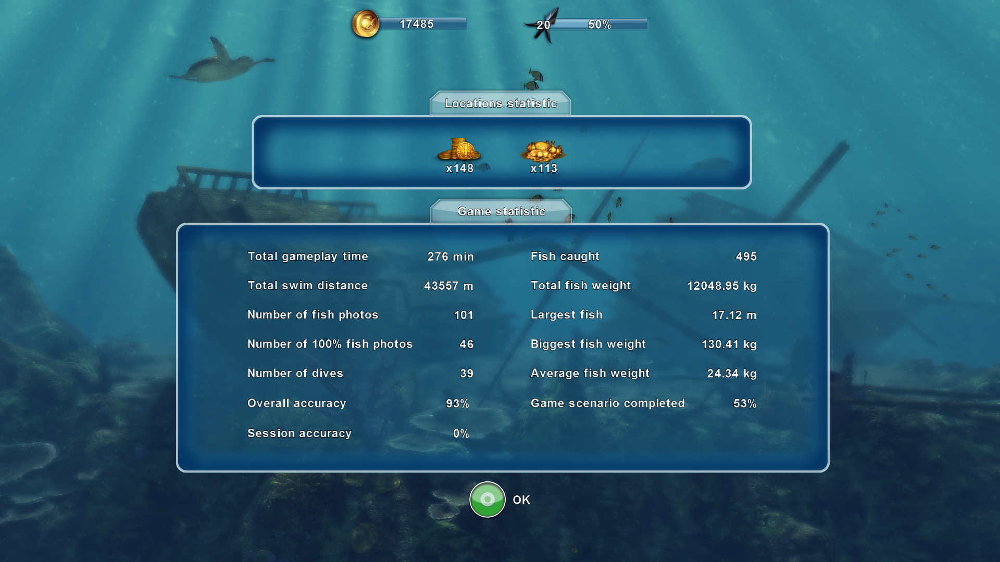 17485
20 50%
Locations statistic
x148 x113
Game statistic
Total gameplay time 276 min Fish caught 495
Total swim distance 43557 m Total fish weight 12048.95 kg
Number of fish photos 101 Largest fish 17.12 m
Number of 100% fish photos 46 Biggest fish weight 130.41 kg
Number of dives 39 Average fish weight 24.34 kg
Overall accuracy 93% Game scenario completed 53%
Session accuracy 0%
OK